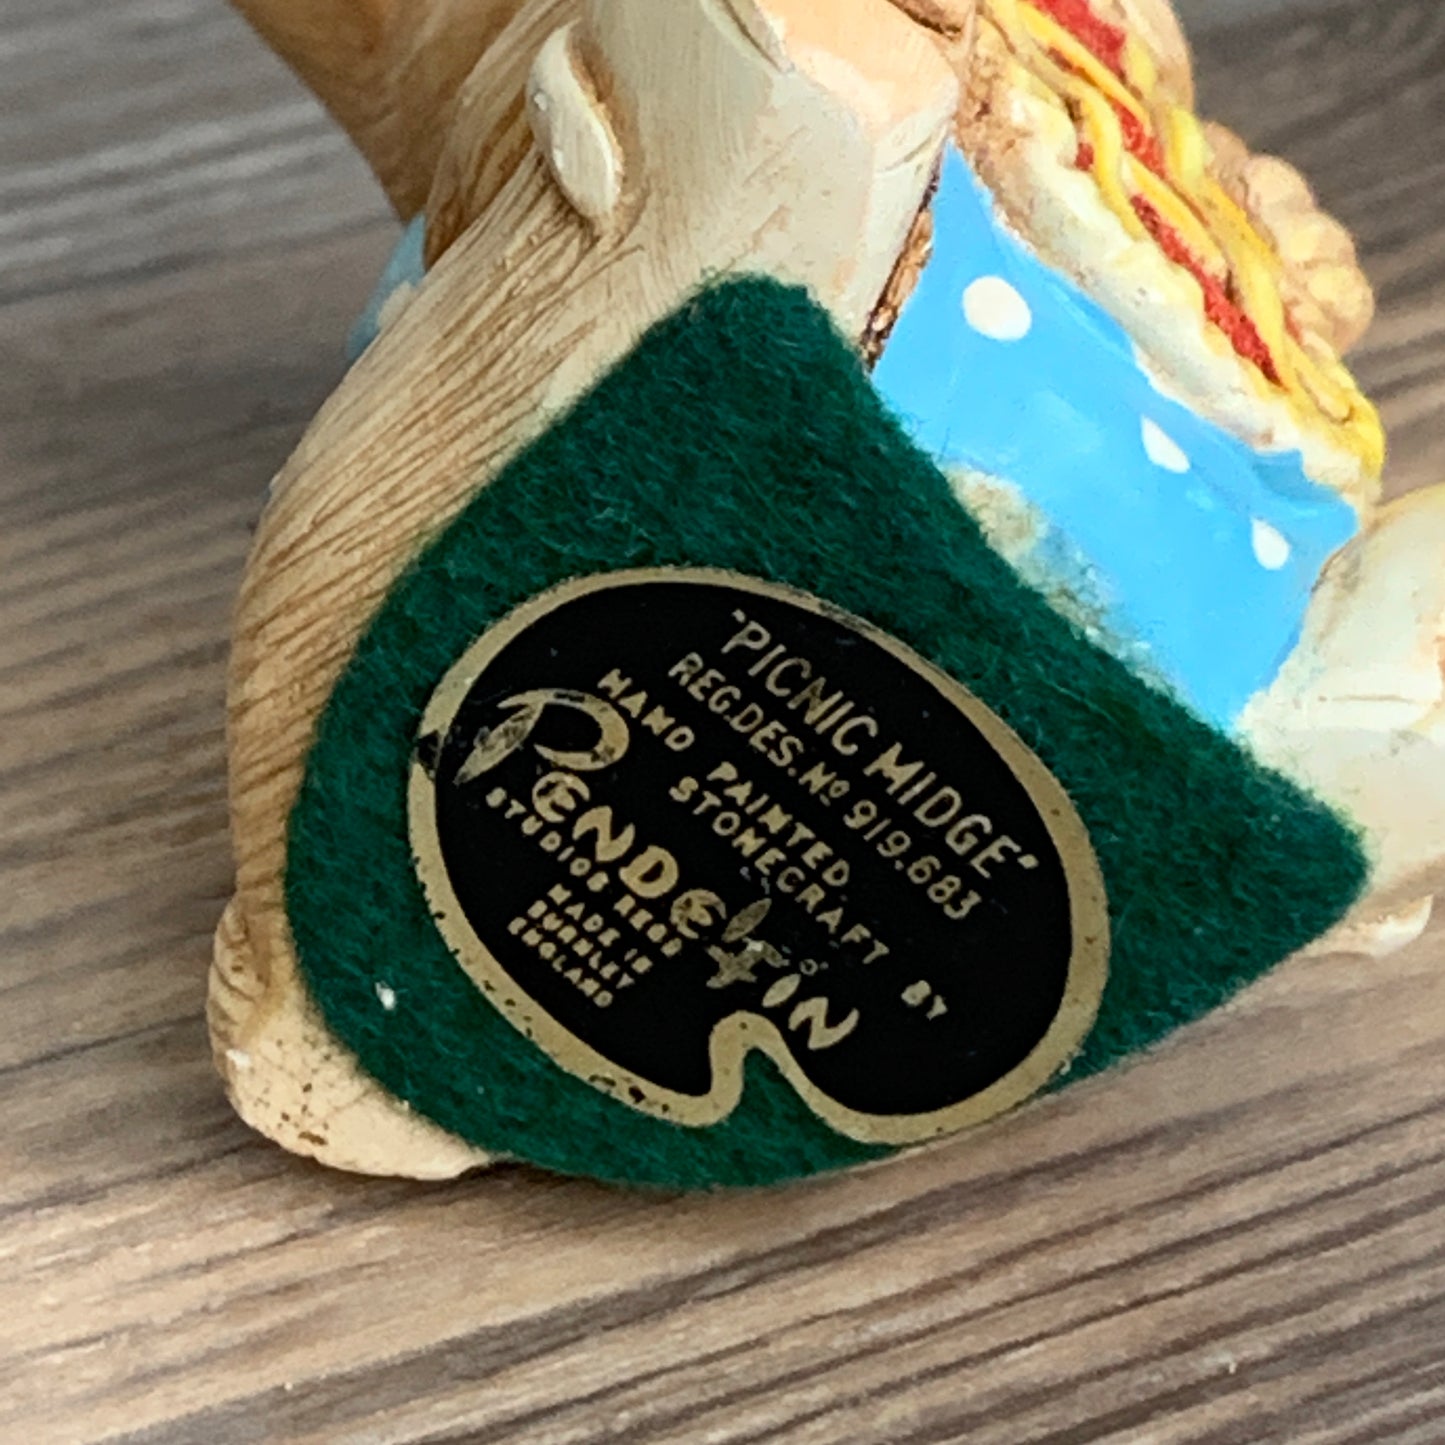 "PICNIC MIDGE"
REG.DES.Nº 919.683
HAND PAINTED BY
STONECRAFT
PENDELFIN
STUDIOS REGD
MADE IN
BURNLEY
ENGLAND